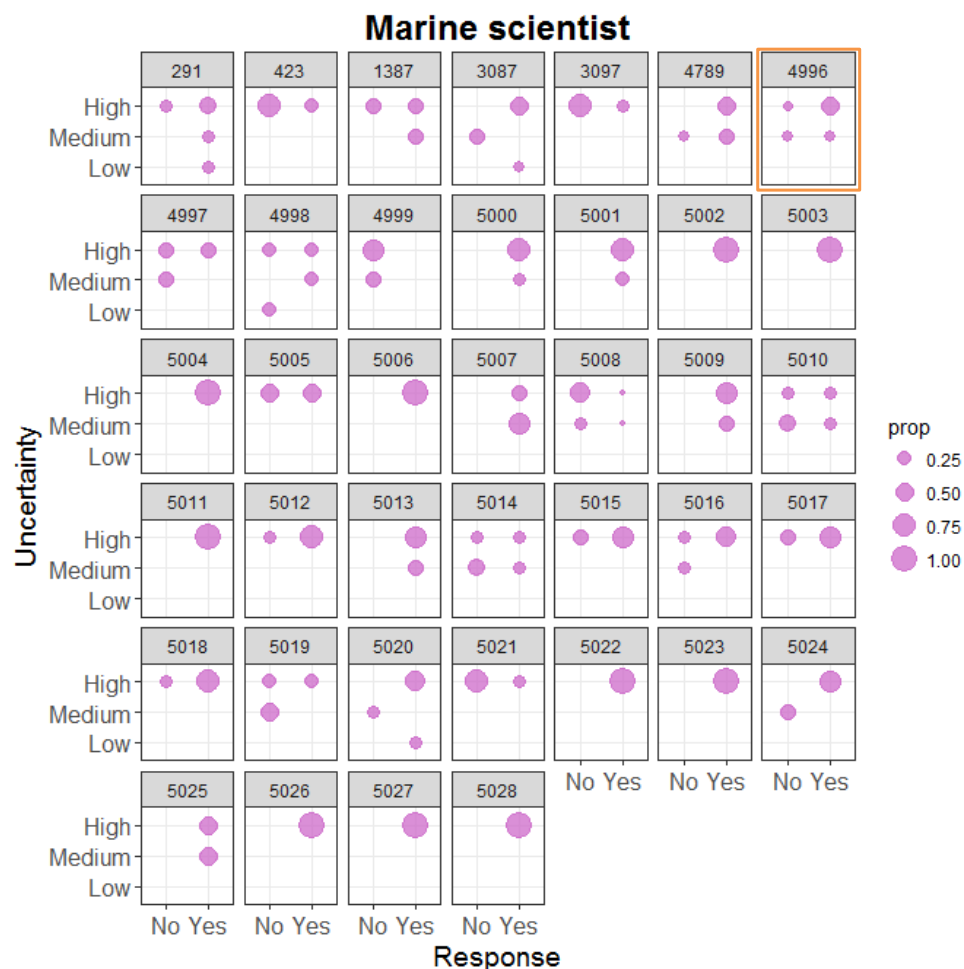 Marine scientist
291 423 1387 3087 3097 4789 4996
High
Medium
Low
4997 4998 4999 5000 5001 5002 5003
High
Medium
Low
5004 5005 5006 5007 5008 5009 5010
High
Medium
Low
5011 5012 5013 5014 5015 5016 5017
High
Medium
Low
5018 5019 5020 5021 5022 5023 5024
High
Medium
Low
No Yes No Yes No Yes
5025 5026 5027 5028
High
Medium
Low
No Yes No Yes No Yes No Yes
Response
Uncertainty
prop
0.25
0.50
0.75
1.00